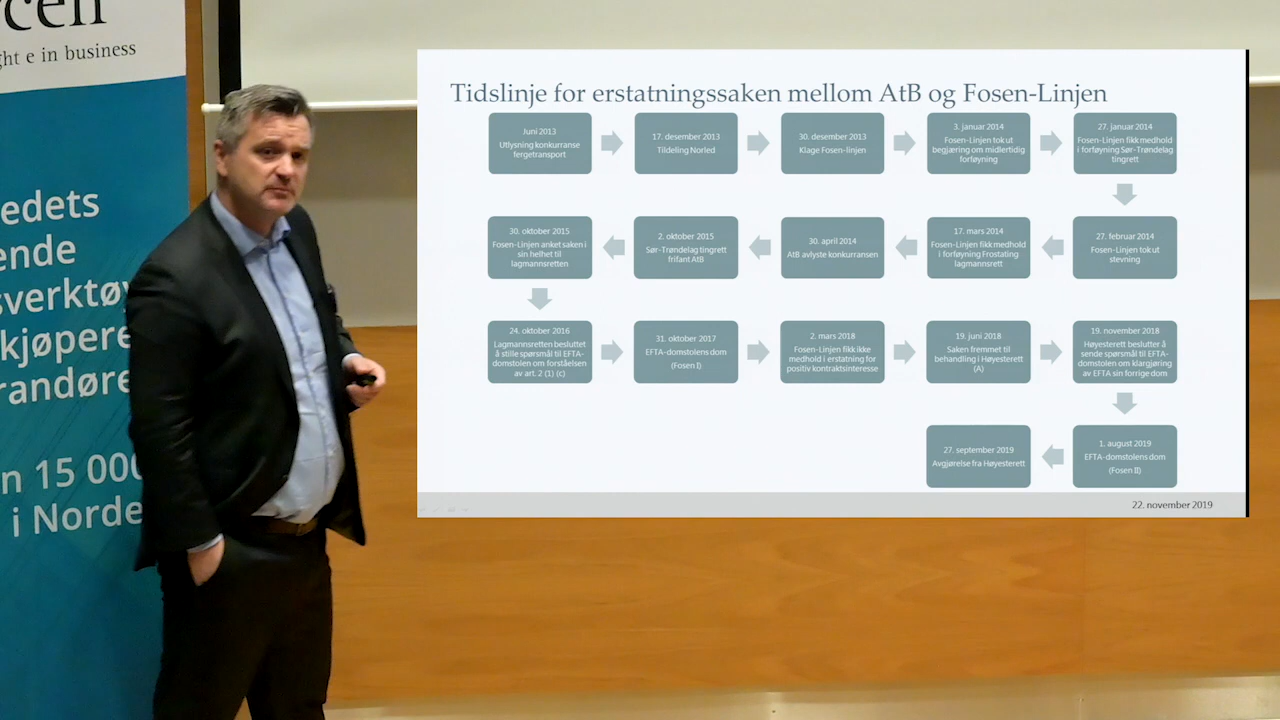 ght e in business
edets
ende
sverktøy
kjøpere
randøre
n 15 000
i Norde
Tidslinje for erstatningssaken mellom AtB og Fosen-Linjen
Juni 2013
Utlysning konkurranse
fergetransport
17. desember 2013
Tildeling Norled
30. desember 2013
Klage Fosen-linjen
3. januar 2014
Fosen-Linjen tok ut
begjæring om midlertidig
forføyning
27. januar 2014
Fosen-Linjen fikk medhold
i forføyning Sør-Trøndelag
tingrett
27. februar 2014
Fosen-Linjen tok ut
stevning
17. mars 2014
Fosen-Linjen fikk medhold
i forføyning Frostating
lagmannsrett
30. april 2014
AtB avlyste konkurransen
2. oktober 2015
Sør-Trøndelag tingrett
frifant AtB
30. oktober 2015
Fosen-Linjen anket saken i
sin helhet til
lagmannsretten
24. oktober 2016
Lagmannsretten besluttet
å stille spørsmål til EFTA-
domstolen om forståelsen
av art. 2 (1) (c)
31. oktober 2017
EFTA-domstolens dom
(Fosen I)
2. mars 2018
Fosen-Linjen fikk ikke
medhold i erstatning for
positiv kontraktsinteresse
19. juni 2018
Saken fremmet til
behandling i Høyesterett
(A)
19. november 2018
Høyesterett beslutter å
sende spørsmål til EFTA-
domstolen om klargjøring
av EFTA sin forrige dom
1. august 2019
EFTA-domstolens dom
(Fosen II)
27. september 2019
Avgjørelse fra Høyesterett
22. november 2019